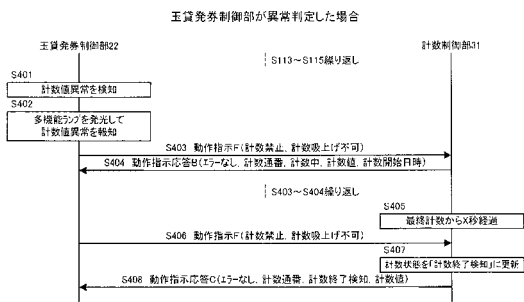 玉貸発券制御部が異常判定した場合
玉貸発券制御部22
計数制御部31
S113~S115繰り返し
S401
計数値異常を検知
S402
多機能ランプを発光して
計数値異常を報知
S403 動作指示F(計数禁止、計数吸上げ不可)
S404 動作指示応答B(エラーなし、計数通番、計数中、計数値、計数開始日時)
S403~S404繰り返し
S405
最終計数からX秒経過
S406 動作指示F(計数禁止、計数吸上げ不可)
S407
計数状態を「計数終了検知」に更新
S408 動作指示応答C(エラーなし、計数通番、計数終了検知、計数値)